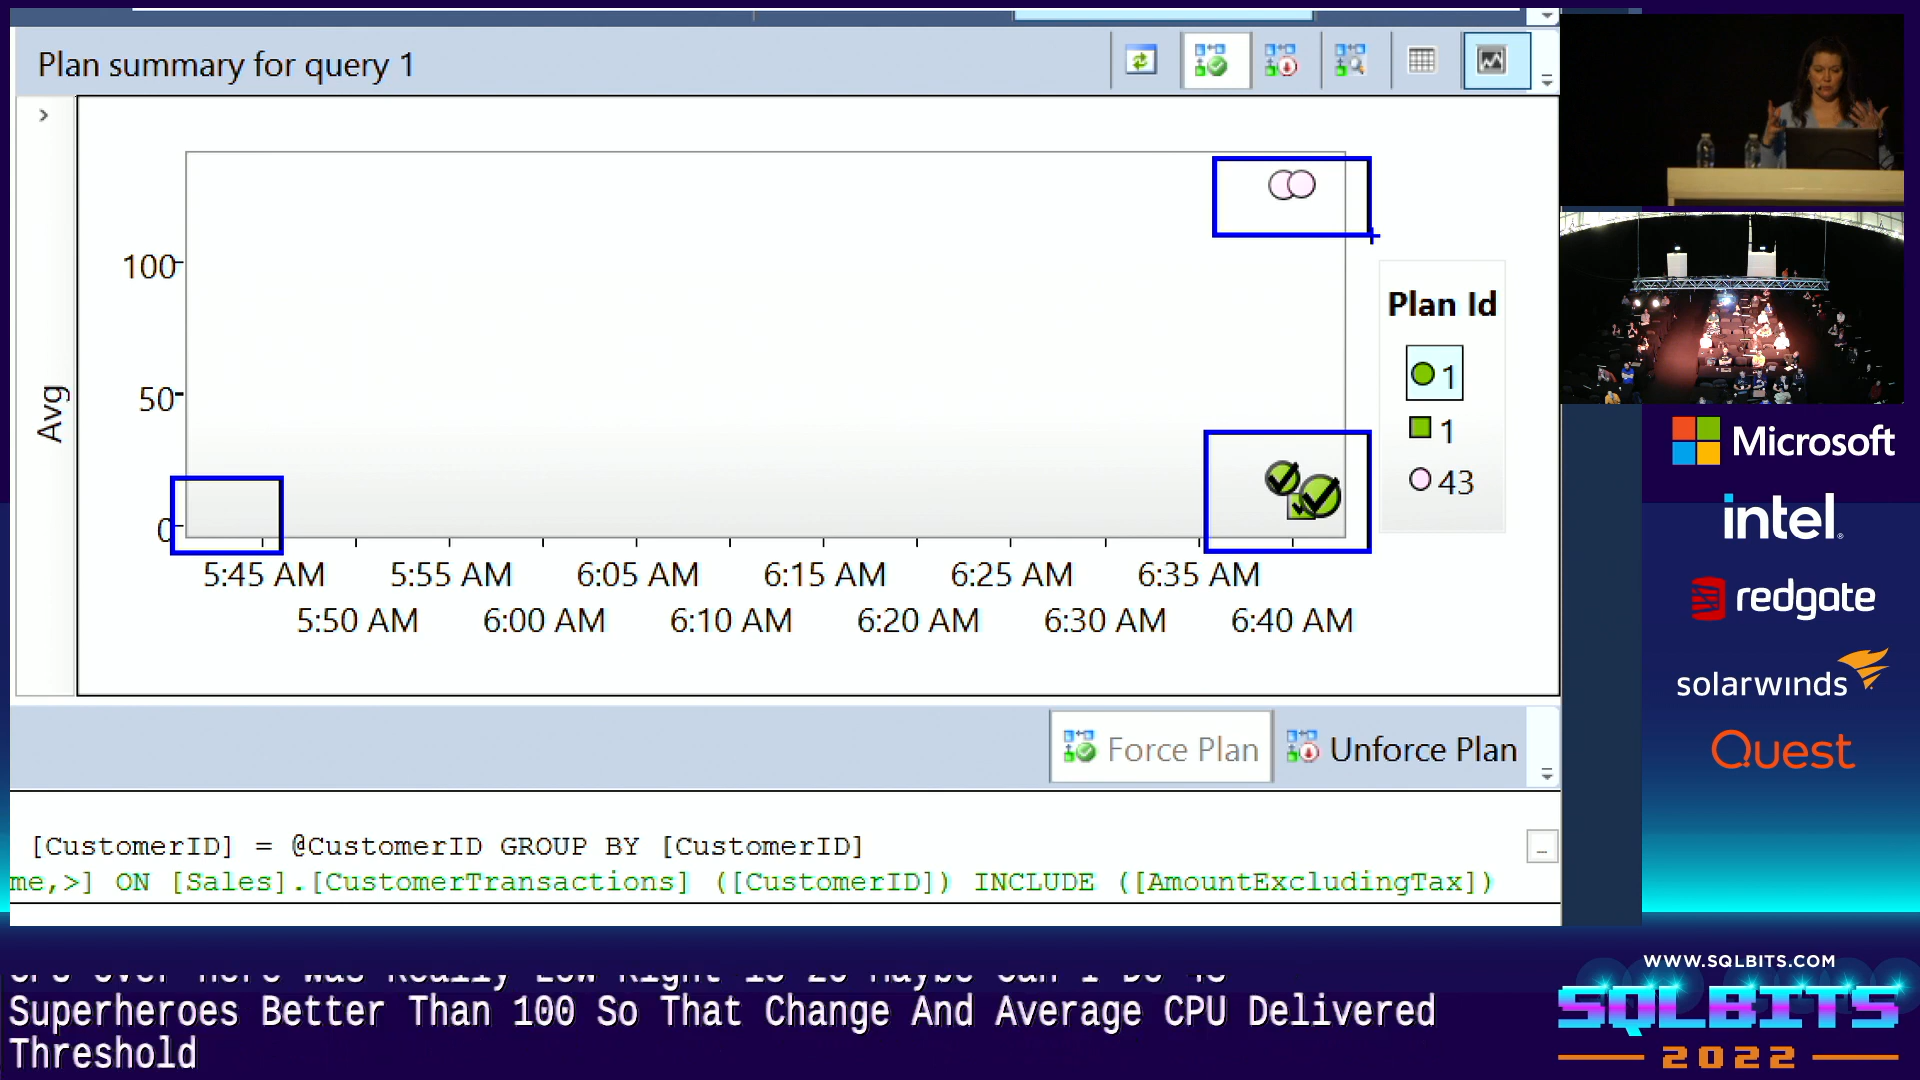 Plan summary for query 1
100
50
0
Avg
5:45 AM 5:55 AM 6:05 AM 6:15 AM 6:25 AM 6:35 AM
5:50 AM 6:00 AM 6:10 AM 6:20 AM 6:30 AM 6:40 AM
Plan Id
1
1
43
Force Plan Unforce Plan
[CustomerID] = @CustomerID GROUP BY [CustomerID]
me,>] ON [Sales].[CustomerTransactions] ([CustomerID]) INCLUDE ([AmountExcludingTax])
Microsoft
intel.
redgate
solarwinds
Quest
WWW.SQLBITS.COM
SQLBITS
2022
Superheroes Better Than 100 So That Change And Average CPU Delivered
Threshold